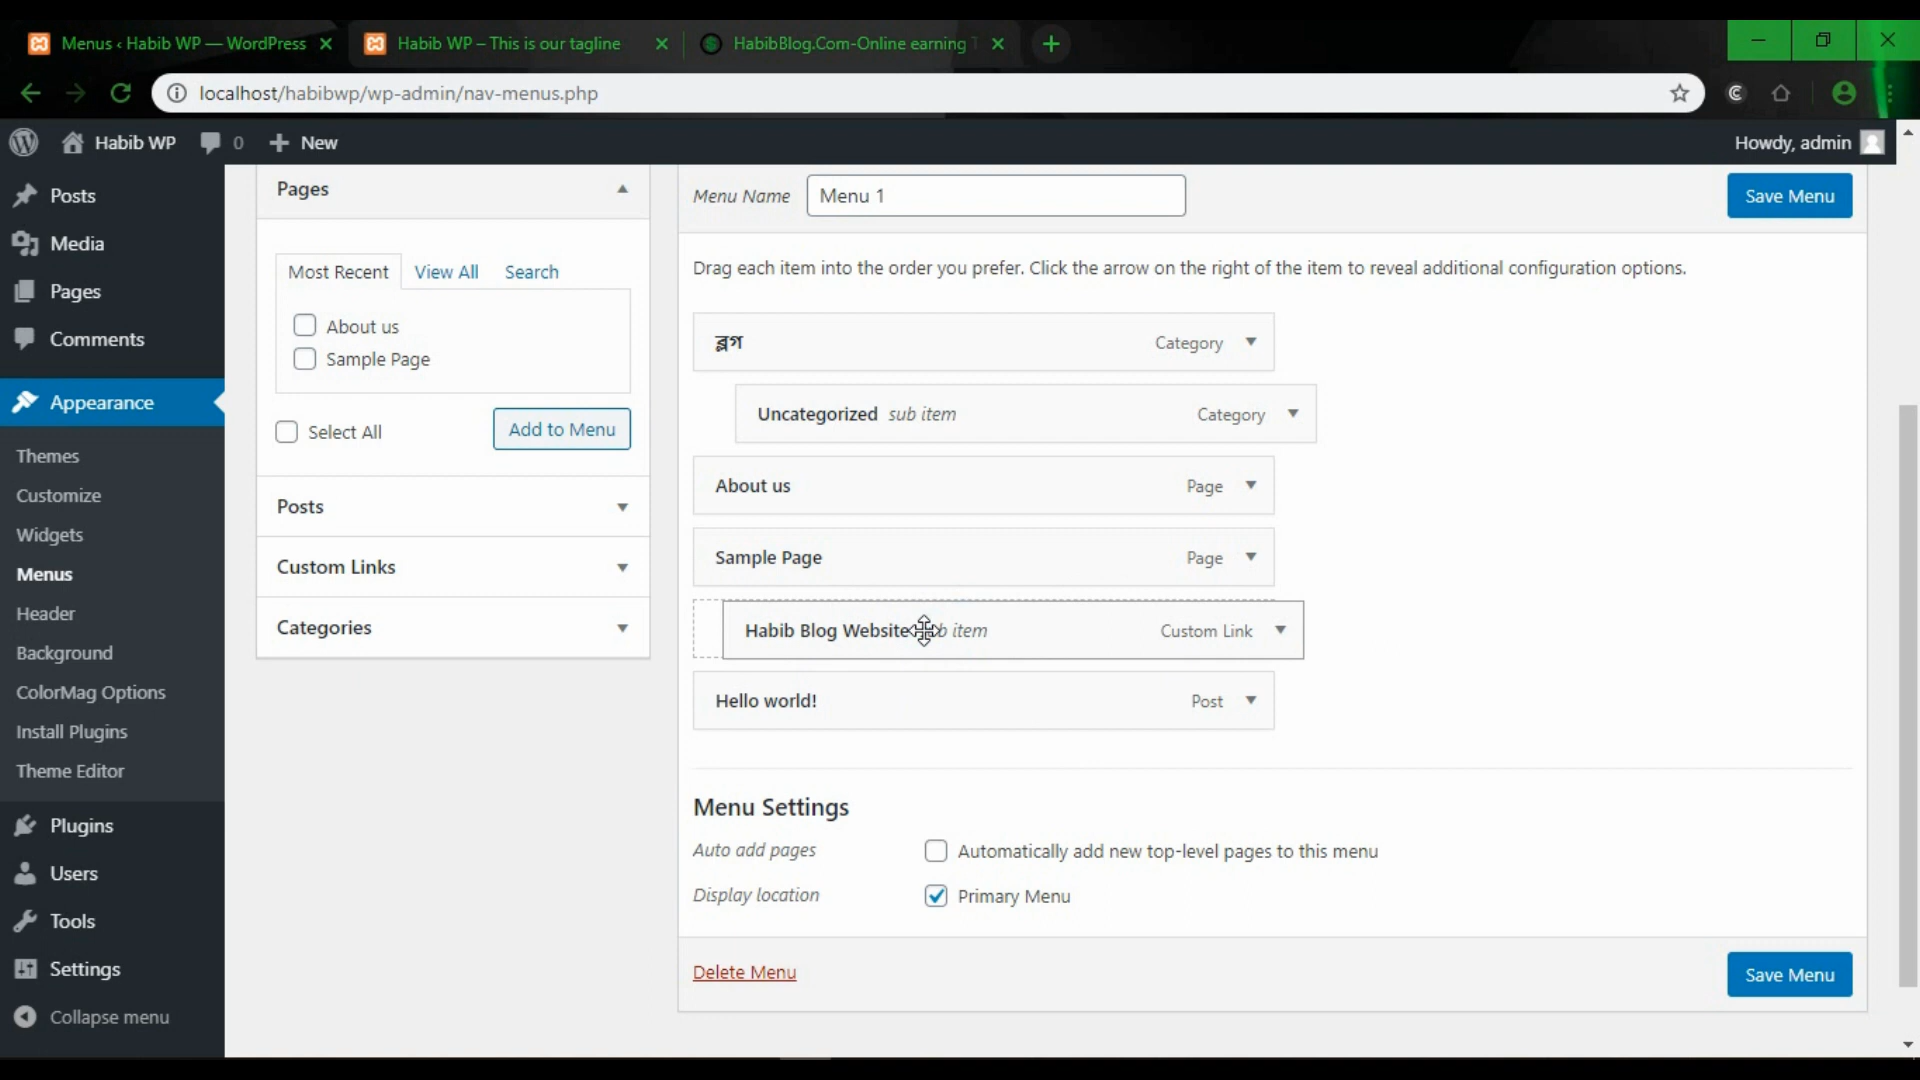 Menus ‹ Habib WP — WordPress
Habib WP – This is our tagline
HabibBlog.Com-Online earning
localhost/habibwp/wp-admin/nav-menus.php
Habib WP 0 New
Howdy, admin
Posts
Media
Pages
Comments
Appearance
Themes
Customize
Widgets
Menus
Header
Background
ColorMag Options
Install Plugins
Theme Editor
Plugins
Users
Tools
Settings
Collapse menu
Pages
Most Recent View All Search
About us
Sample Page
Select All Add to Menu
Posts
Custom Links
Categories
Menu Name Menu 1 Save Menu
Drag each item into the order you prefer. Click the arrow on the right of the item to reveal additional configuration options.
ব্লগ Category
Uncategorized sub item Category
About us Page
Sample Page Page
Habib Blog Website item Custom Link
Hello world! Post
Menu Settings
Auto add pages Automatically add new top-level pages to this menu
Display location Primary Menu
Delete Menu Save Menu